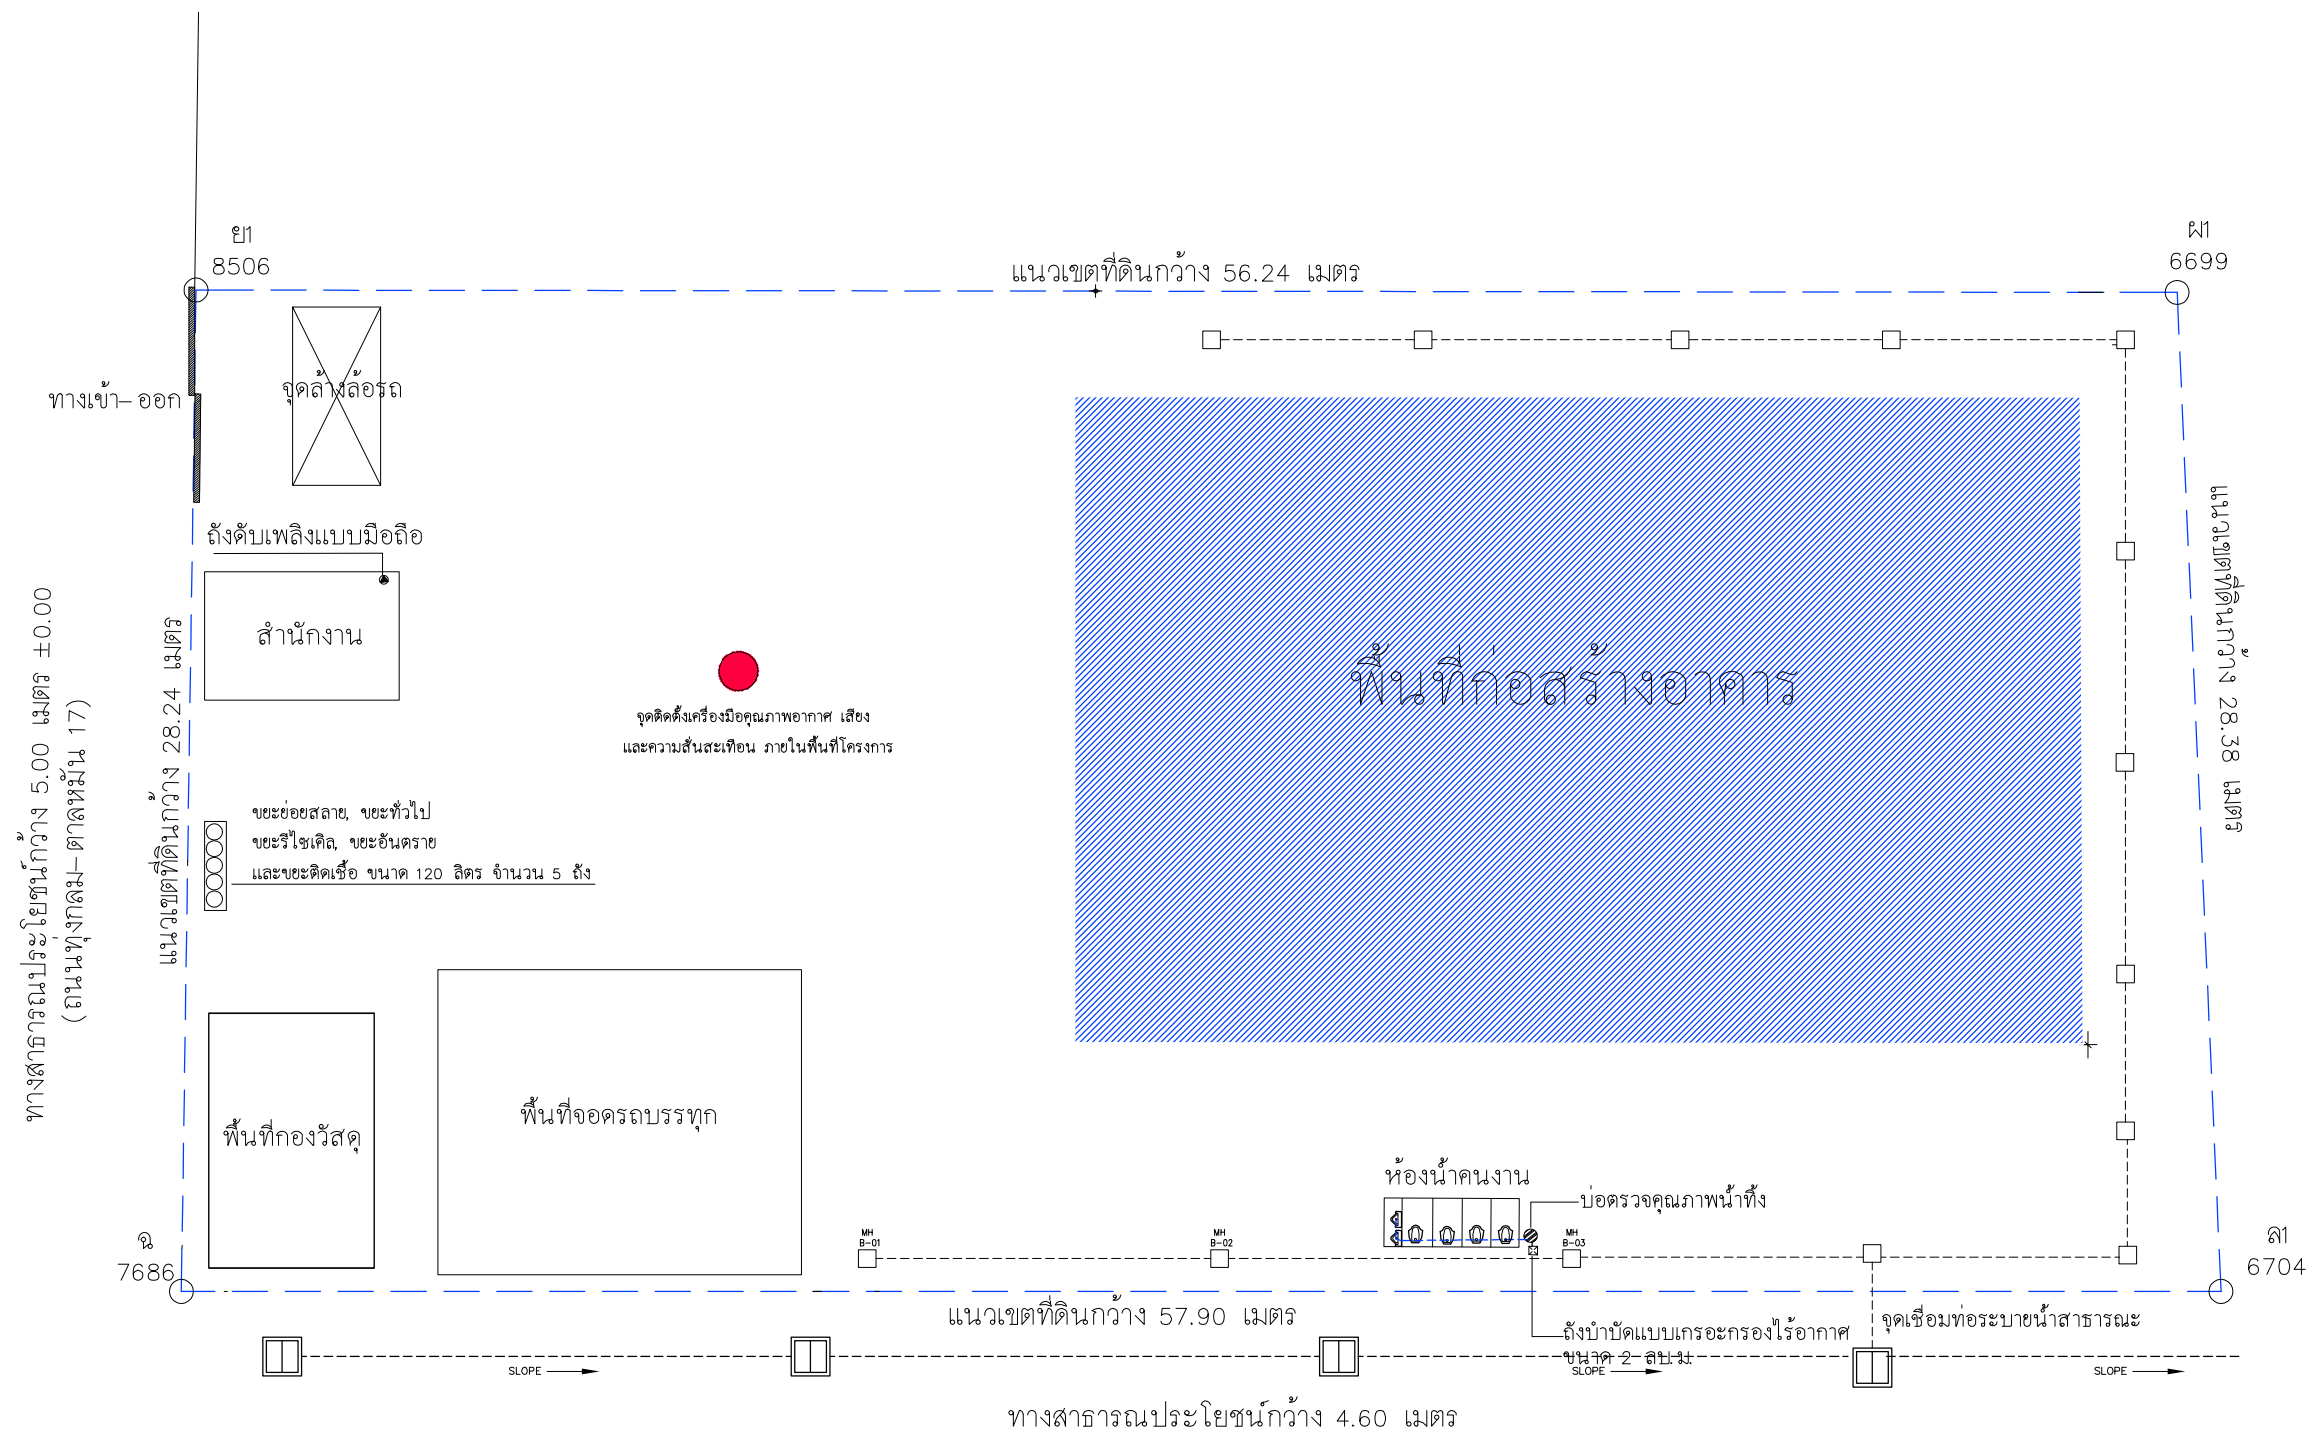 ย1
8506
แนวเขตที่ดินกว้าง 56.24 เมตร
ผ1
6699
จุดล้างล้อรถ
ทางเข้า-ออก
ถังดับเพลิงแบบมือถือ
สำนักงาน
จุดติดตั้งเครื่องมือคุณภาพอากาศ เสียง
และความสั่นสะเทือน ภายในพื้นที่โครงการ
พื้นที่ก่อสร้างอาคาร
แนวเขตที่ดินกว้าง 28.38 เมตร
ทางสาธารณประโยชน์กว้าง 5.00 เมตร ±0.00
(ถนนทุ่งกลม-ตาลหมัน 17)
แนวเขตที่ดินกว้าง 28.24 เมตร
ขยะย่อยสลาย, ขยะทั่วไป
ขยะรีไซเคิล, ขยะอันตราย
และขยะติดเชื้อ ขนาด 120 ลิตร จำนวน 5 ถัง
พื้นที่กองวัสดุ
พื้นที่จอดรถบรรทุก
ห้องน้ำคนงาน
บ่อตรวจคุณภาพน้ำทิ้ง
MH
B-01
MH
B-02
MH
B-03
ฉ
7686
ล1
6704
แนวเขตที่ดินกว้าง 57.90 เมตร
จุดเชื่อมท่อระบายน้ำสาธารณะ
ถังบำบัดแบบเกรอะกรองไร้อากาศ
ขนาด 2 ลบ.ม.
SLOPE
SLOPE
SLOPE
ทางสาธารณประโยชน์กว้าง 4.60 เมตร